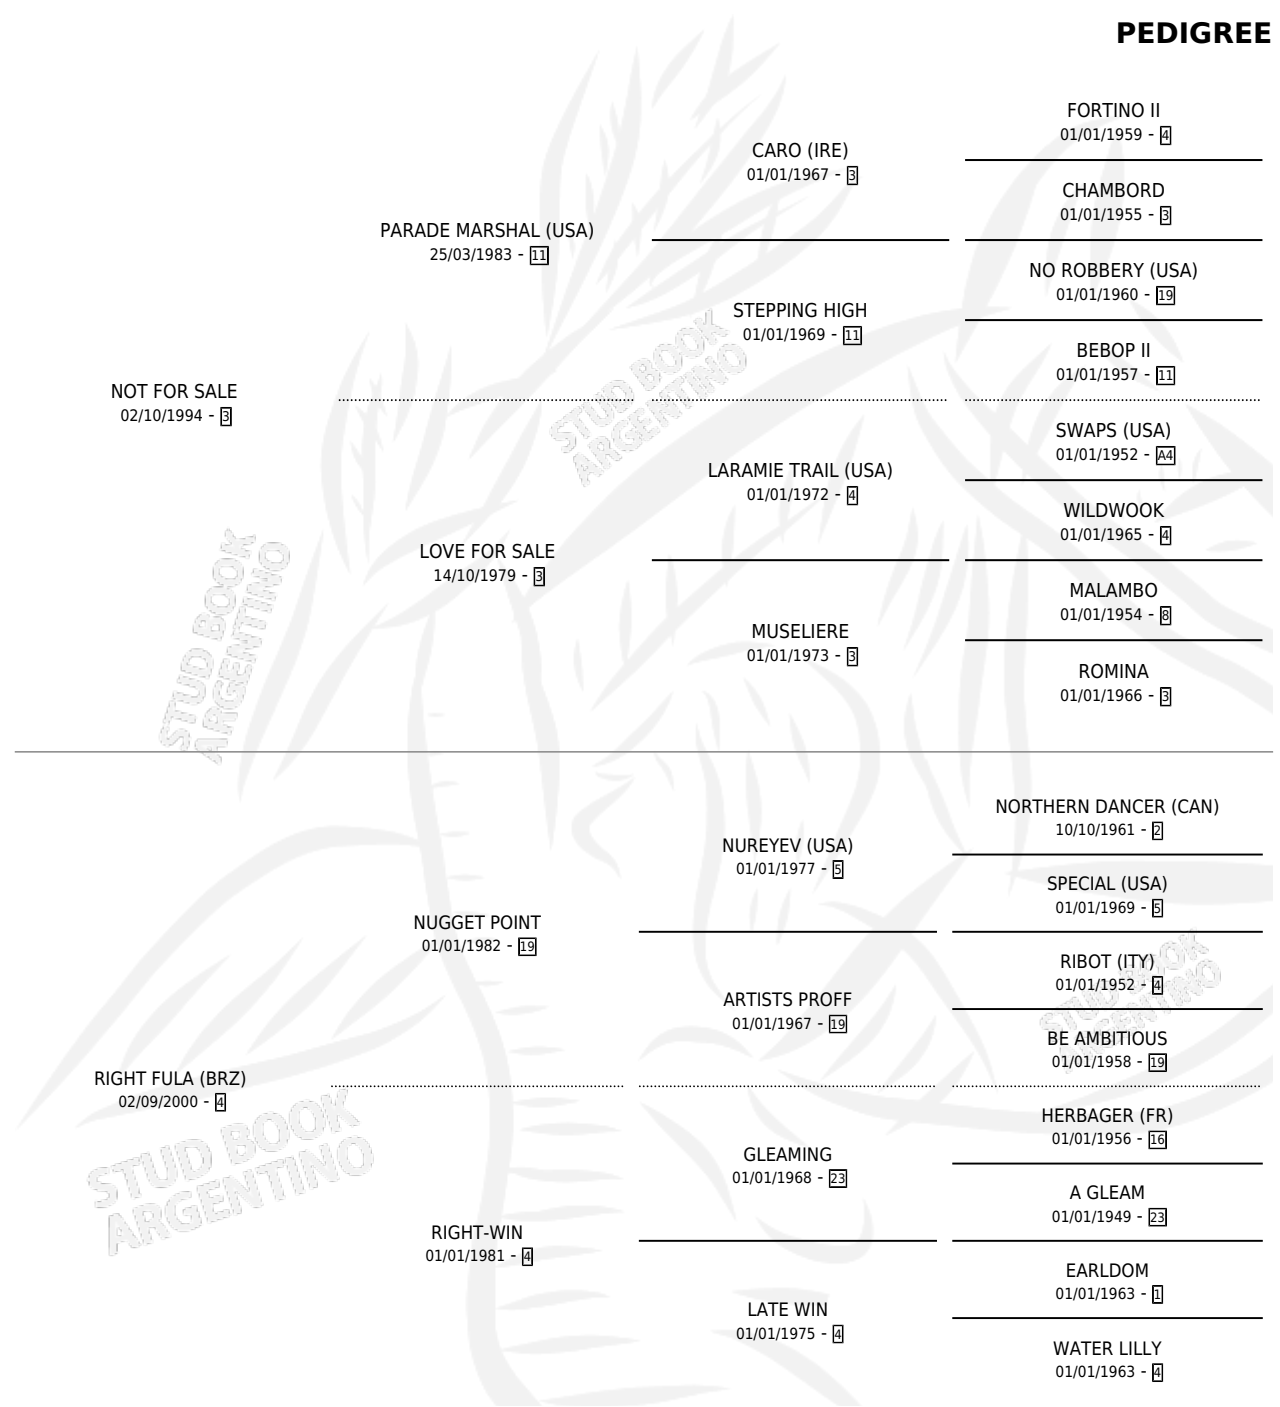 PEDIGREE
FORTINO II
01/01/1959 - 4
CARO (IRE)
01/01/1967 - 3
CHAMBORD
01/01/1955 - 3
PARADE MARSHAL (USA)
25/03/1983 - 11
NO ROBBERY (USA)
01/01/1960 - 19
STEPPING HIGH
01/01/1969 - 11
BEBOP II
01/01/1957 - 11
NOT FOR SALE
02/10/1994 - 3
SWAPS (USA)
01/01/1952 - A4
LARAMIE TRAIL (USA)
01/01/1972 - 4
WILDWOOK
01/01/1965 - 4
LOVE FOR SALE
14/10/1979 - 3
MALAMBO
01/01/1954 - 8
MUSELIERE
01/01/1973 - 3
ROMINA
01/01/1966 - 3
STUD BOOK
ARGENTINO
STUD BOOK
ARGENTINO
NORTHERN DANCER (CAN)
10/10/1961 - 2
NUREYEV (USA)
01/01/1977 - 5
SPECIAL (USA)
01/01/1969 - 5
NUGGET POINT
01/01/1982 - 19
RIBOT (ITY)
01/01/1952 - 4
ARTISTS PROFF
01/01/1967 - 19
BE AMBITIOUS
01/01/1958 - 19
RIGHT FULA (BRZ)
02/09/2000 - 4
HERBAGER (FR)
01/01/1956 - 16
GLEAMING
01/01/1968 - 23
A GLEAM
01/01/1949 - 23
RIGHT-WIN
01/01/1981 - 4
EARLDOM
01/01/1963 - 1
LATE WIN
01/01/1975 - 4
WATER LILLY
01/01/1963 - 4
STUD BOOK
ARGENTINO
STUD BOOK
ARGENTINO